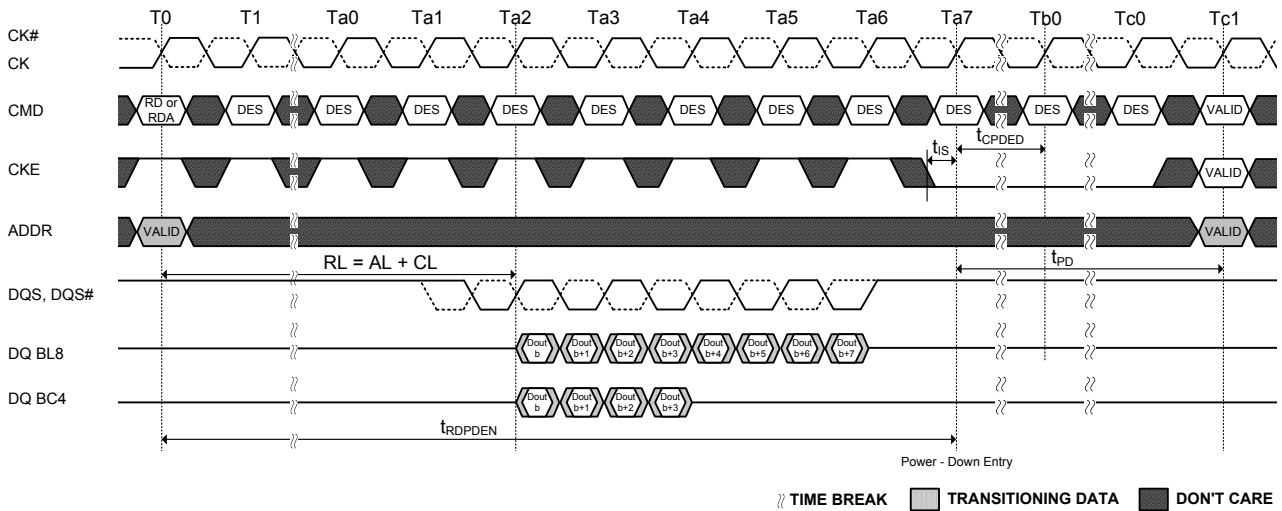 T0 T1 Ta0 Ta1 Ta2 Ta3 Ta4 Ta5 Ta6 Ta7 Tb0 Tc0 Tc1
CK#
CK
CMD
RD or
RDA
DES DES DES DES DES DES DES DES DES DES DES VALID
tIS
tCPDED
CKE
VALID
ADDR
VALID VALID
RL = AL + CL
tPD
DQS, DQS#
DQ BL8
Dout
b
Dout
b+1
Dout
b+2
Dout
b+3
Dout
b+4
Dout
b+5
Dout
b+6
Dout
b+7
DQ BC4
Dout
b
Dout
b+1
Dout
b+2
Dout
b+3
tRDPDEN
Power - Down Entry
TIME BREAK TRANSITIONING DATA DON'T CARE